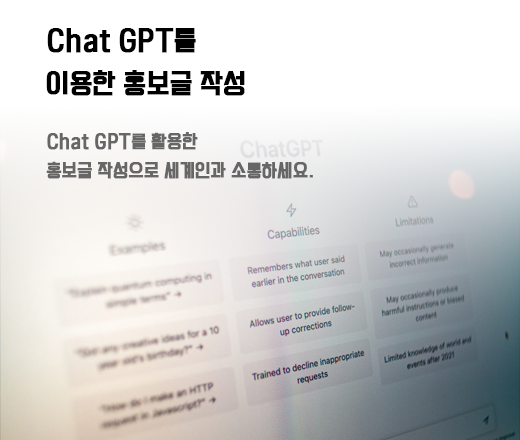 Chat GPT를
이용한 홍보글 작성
Chat GPT를 활용한
홍보글 작성으로 세계인과 소통하세요.
ChatGPT
Examples
Capabilities
Limitations
"Explain quantum computing in
simple terms" →
Remembers what user said
earlier in the conversation
May occasionally generate
incorrect information
"Got any creative ideas for a 10
year old's birthday?" →
Allows user to provide follow-
up corrections
May occasionally produce
harmful instructions or biased
content
"How do I make an HTTP
request in Javascript?" →
Trained to decline inappropriate
requests
Limited knowledge of world and
events after 2021